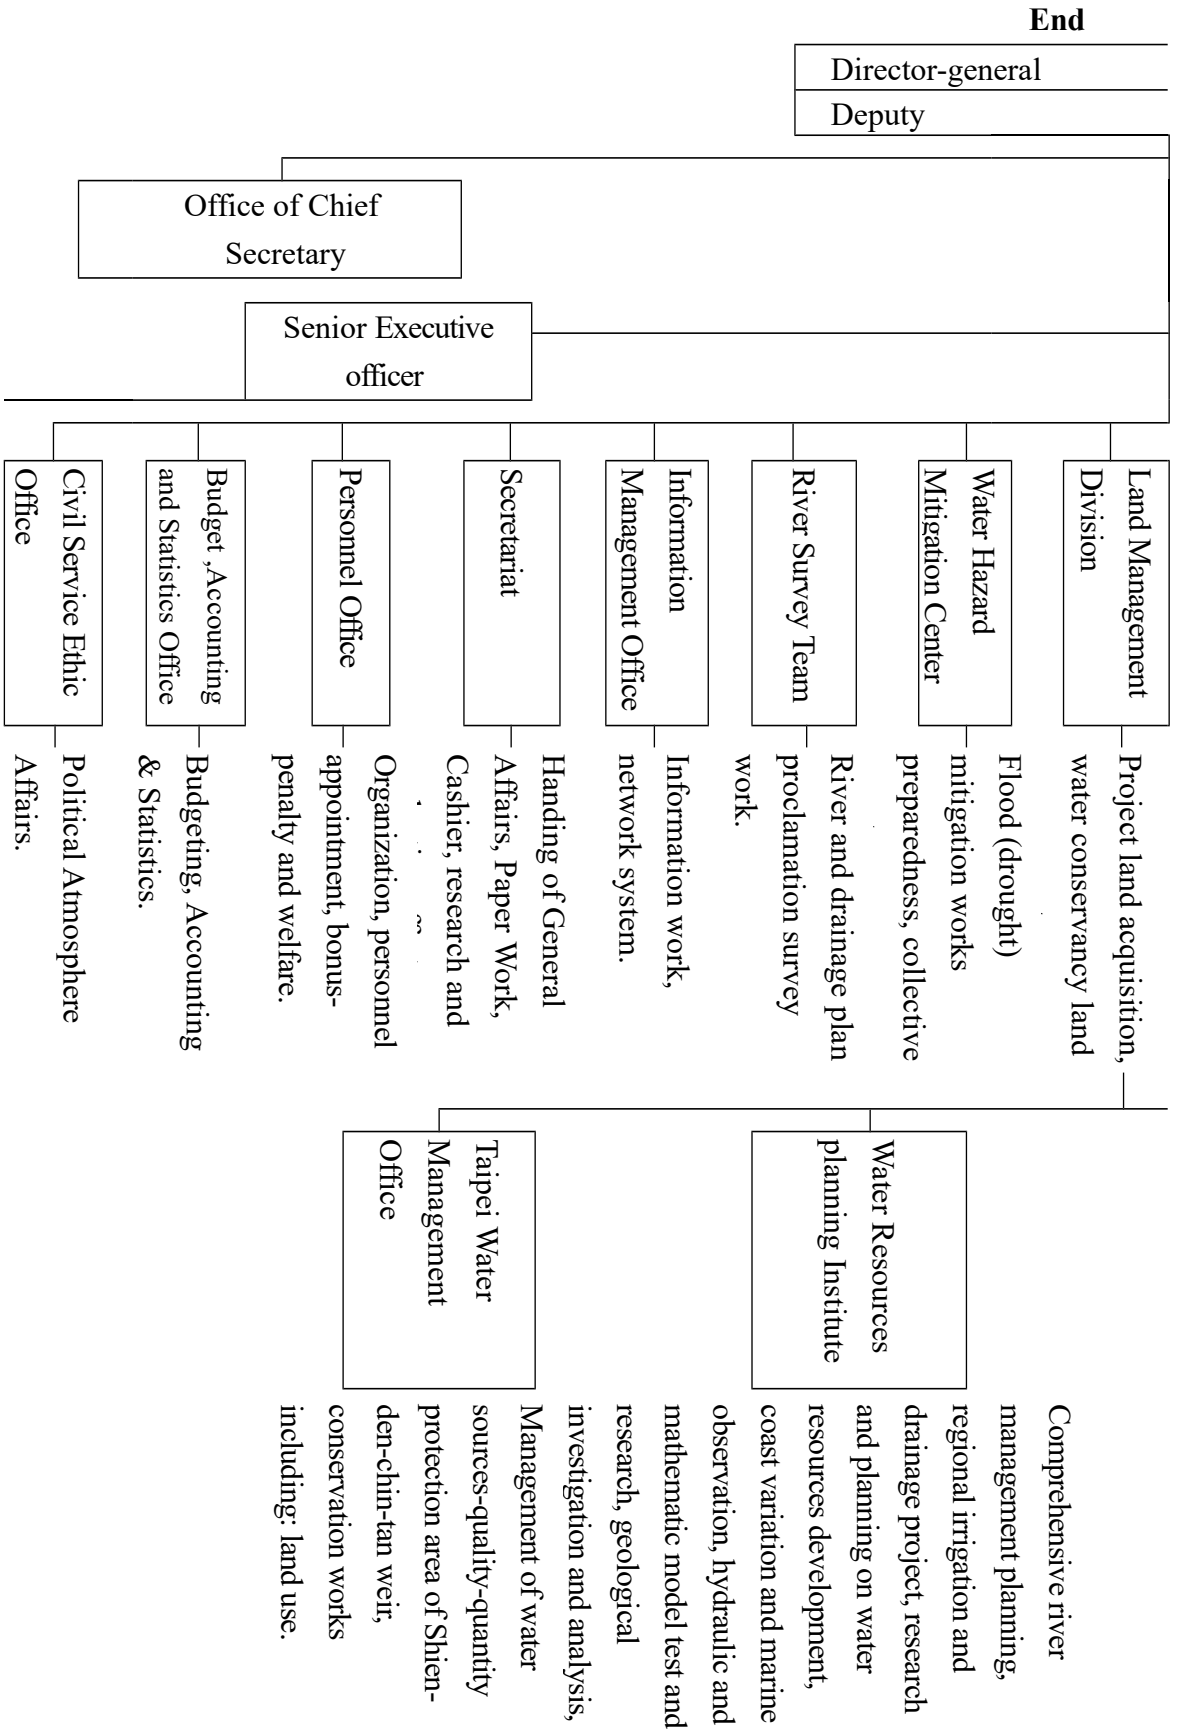 End
Director-general
Deputy
Office of Chief
Secretary
Senior Executive
officer
Land Management
Division
Project land acquisition,
water conservancy land
Water Hazard
Mitigation Center
Flood (drought)
mitigation works
preparedness, collective
River Survey Team
River and drainage plan
proclamation survey
work.
Information
Management Office
Information work,
network system.
Secretariat
Handing of General
Affairs, Paper Work,
Cashier, research and
Personnel Office
Organization, personnel
appointment, bonus-
penalty and welfare.
Budget ,Accounting
and Statistics Office
Budgeting, Accounting
& Statistics.
Civil Service Ethic
Office
Political Atmosphere
Affairs.
Water Resources
planning Institute
Comprehensive river
management planning,
regional irrigation and
drainage project, research
and planning on water
resources development,
coast variation and marine
observation, hydraulic and
mathematic model test and
research, geological
investigation and analysis,
Taipei Water
Management
Office
Management of water
sources-quality-quantity
protection area of Shien-
den-chin-tan weir,
conservation works
including: land use.